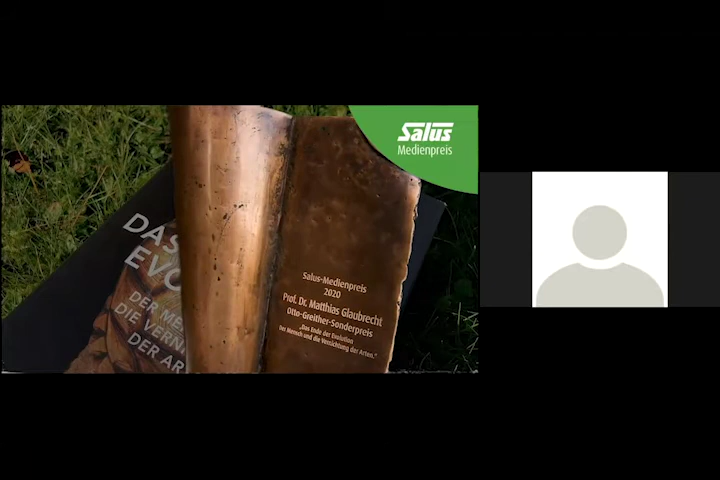 Salus
Medienpreis
DAS
EVO
DER ME
DIE VERN
DER AR
Salus-Medienpreis
2020
Prof. Dr. Matthias Glaubrecht
Otto-Greither-Sonderpreis
„Das Ende der Evolution
Der Mensch und die Vernichtung der Arten.“